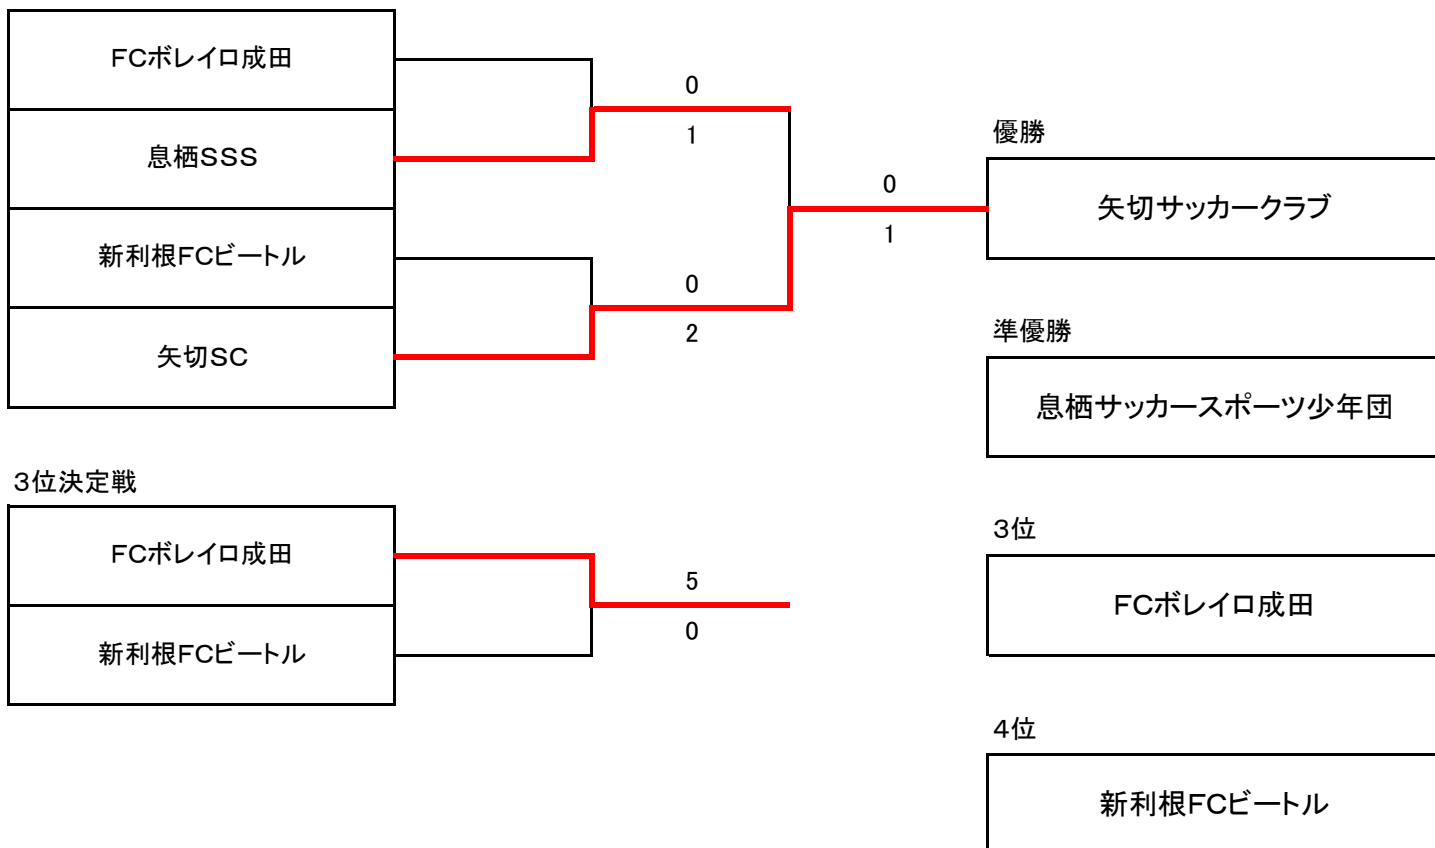 FCボレイロ成田
0
1
息栖SSS
優勝
矢切サッカークラブ
0
1
新利根FCビートル
0
2
矢切SC
準優勝
息栖サッカースポーツ少年団
3位決定戦
FCボレイロ成田
5
0
新利根FCビートル
3位
FCボレイロ成田
4位
新利根FCビートル